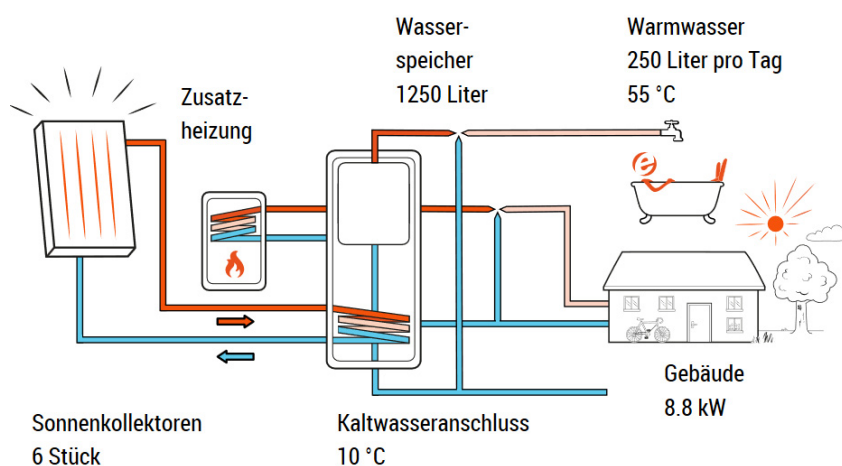 Wasser-
speicher
1250 Liter
Warmwasser
250 Liter pro Tag
55 °C
Zusatz-
heizung
e
Gebäude
8.8 kW
Sonnenkollektoren
6 Stück
Kaltwasseranschluss
10 °C